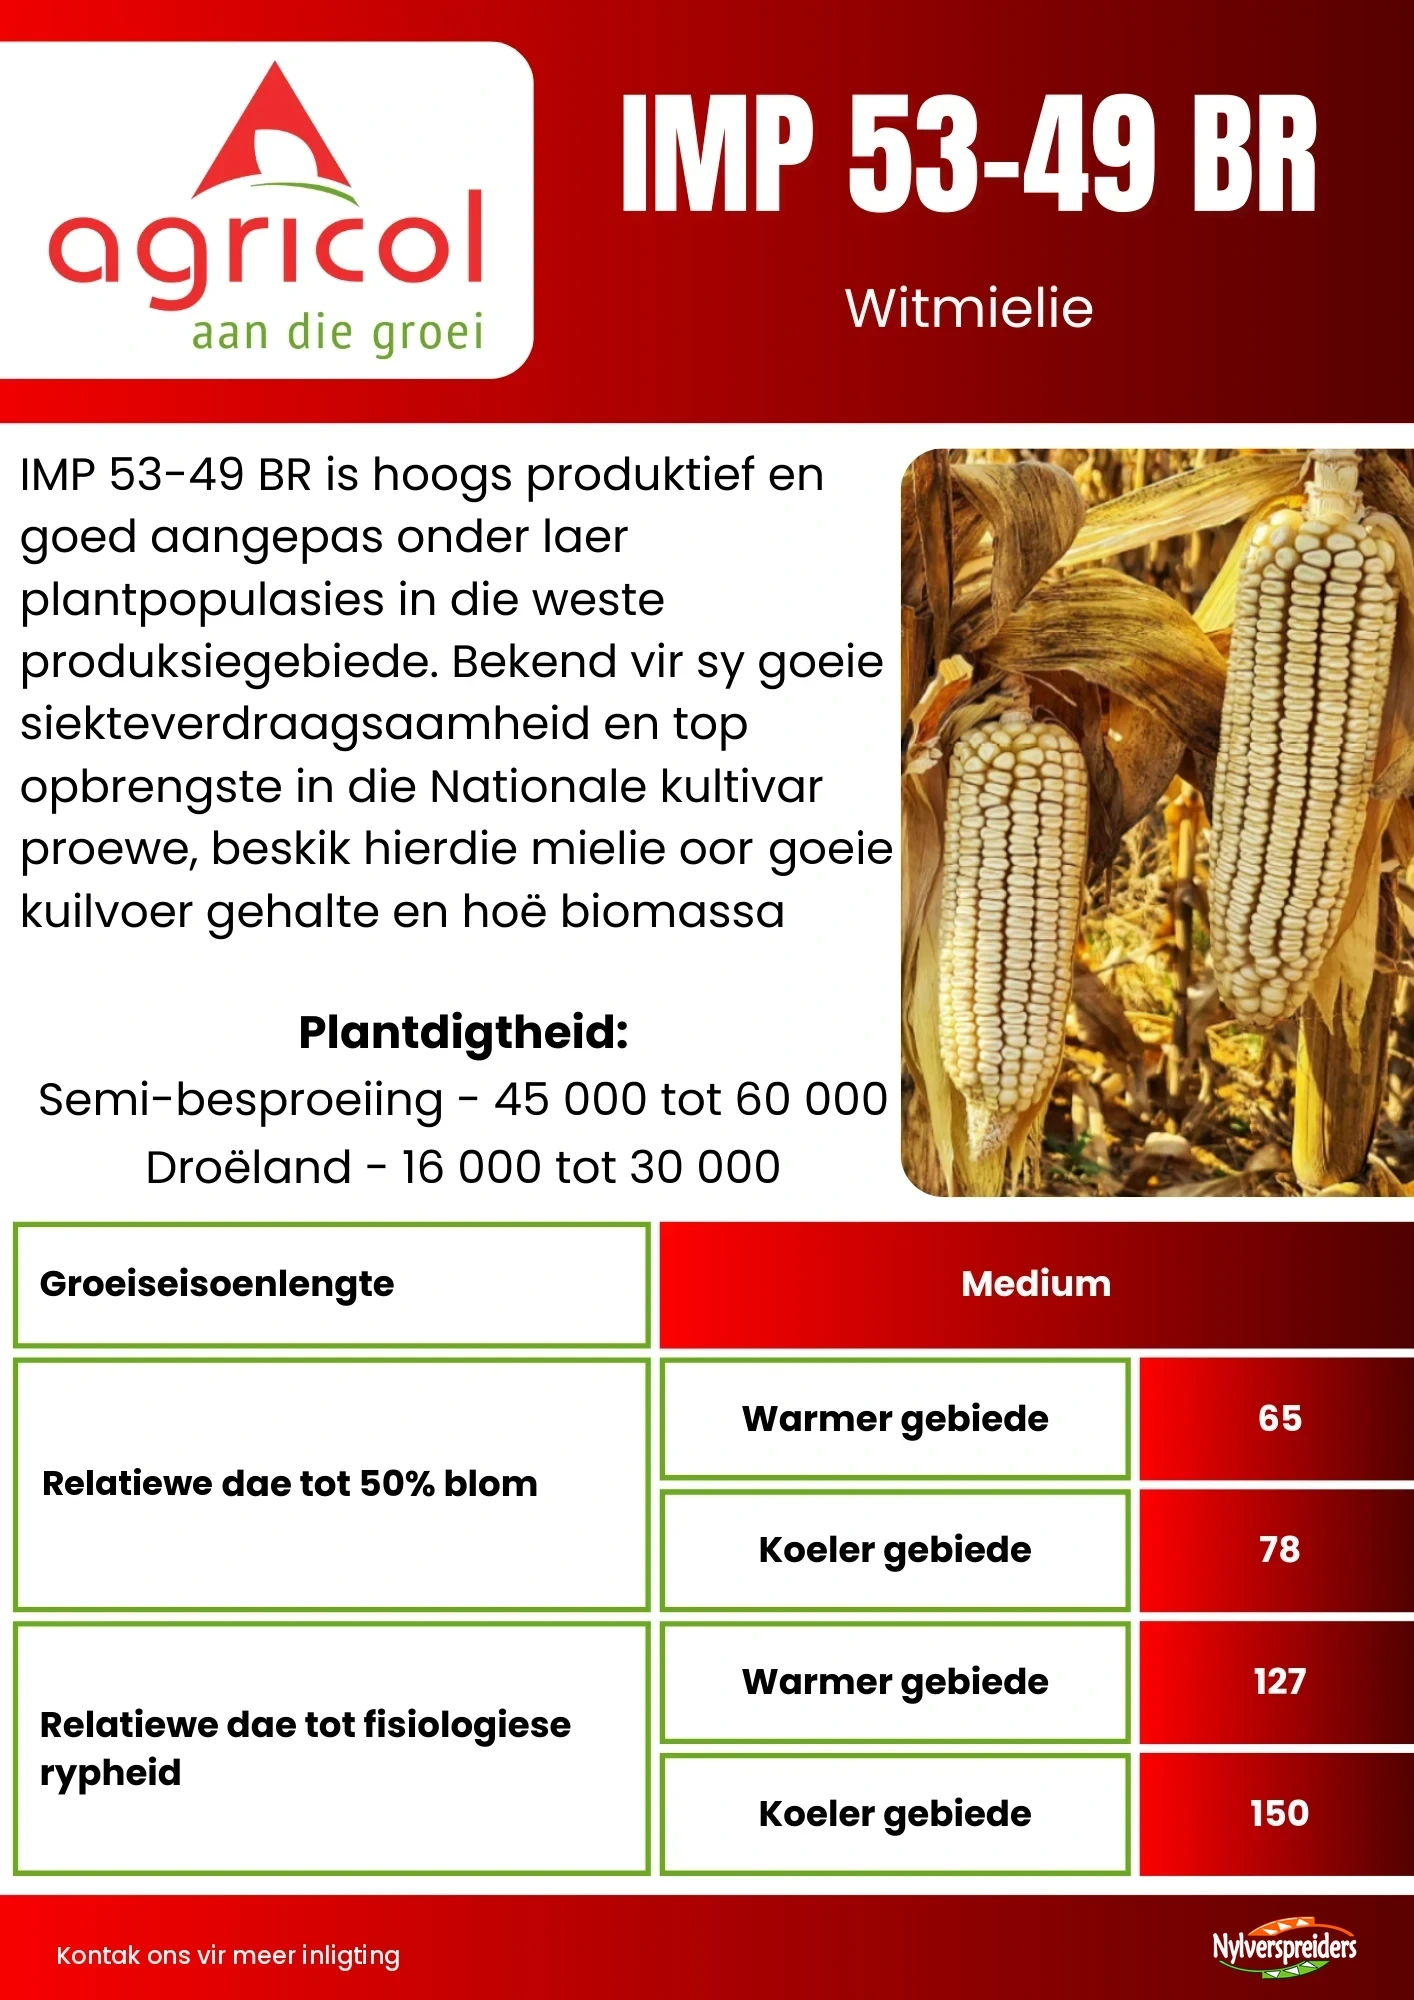 agricol
aan die groei
IMP 53-49 BR
Witmielie
IMP 53-49 BR is hoogs produktief en
goed aangepas onder laer
plantpopulasies in die weste
produksiegebiede. Bekend vir sy goeie
siekteverdraagsaamheid en top
opbrengste in die Nationale kultivar
proewe, beskik hierdie mielie oor goeie
kuilvoer gehalte en hoë biomassa
Plantdigtheid:
Semi-besproeiing - 45 000 tot 60 000
Droëland - 16 000 tot 30 000
Groeiseisoenlengte
Medium
Relatiewe dae tot 50% blom
Warmer gebiede
65
Koeler gebiede
78
Relatiewe dae tot fisiologiese
rypheid
Warmer gebiede
127
Koeler gebiede
150
Kontak ons vir meer inligting
Nylverspreiders